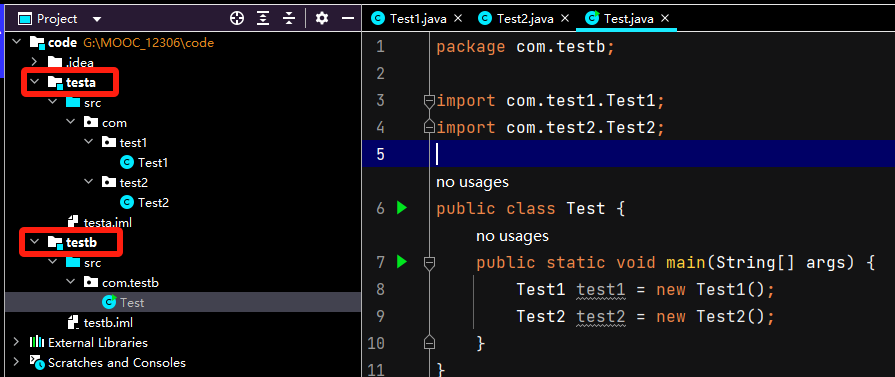 Project
code G:\MOOC_12306\code
.idea
testa
src
com
test1
Test1
test2
Test2
testa.iml
testb
src
com.testb
Test
testb.iml
External Libraries
Scratches and Consoles
Test1.java
Test2.java
Test.java
1 package com.testb;
2
3 import com.test1.Test1;
4 import com.test2.Test2;
5
no usages
6 public class Test {
no usages
7 public static void main(String[] args) {
8 Test1 test1 = new Test1();
9 Test2 test2 = new Test2();
10 }
11 }